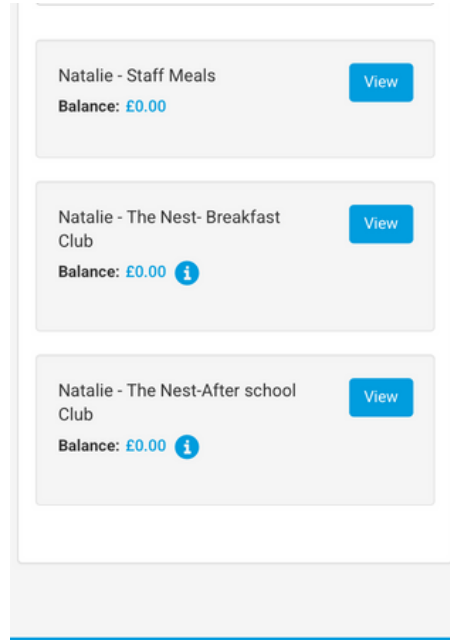 Natalie - Staff Meals
View
Balance: £0.00
Natalie - The Nest- Breakfast
Club
View
Balance: £0.00 i
Natalie - The Nest-After school
Club
View
Balance: £0.00 i